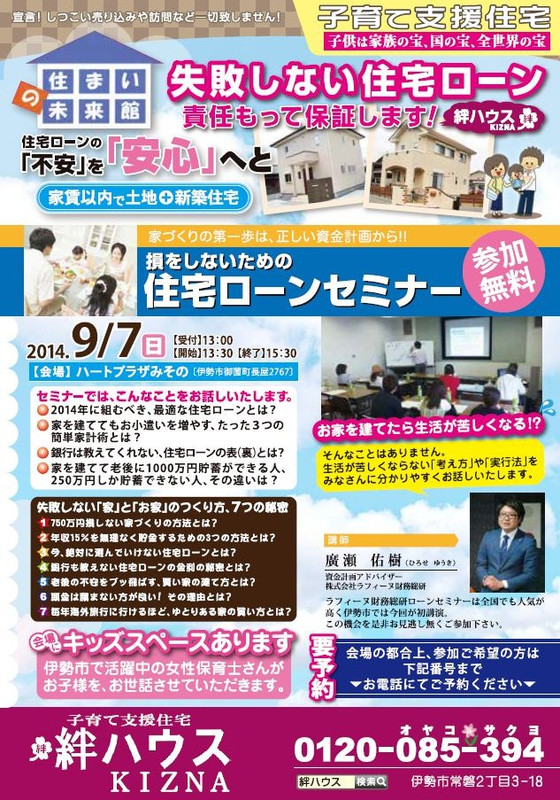 宣言!しつこい売り込みや訪問など一切致しません!
子育て支援住宅
子供は家族の宝、国の宝、全世界の宝
住まい
の未来館
失敗しない住宅ローン
責任もって保証します!
絆ハウス
KIZNA
絆
住宅ローンの
「不安」を「安心」へと
家賃以内で土地+新築住宅
家づくりの第一歩は、正しい資金計画から!!
損をしないための
住宅ローンセミナー
参加
無料
2014. 9/7 日
【受付】13:00
【開始】13:30 【終了】15:30
【会場】ハートプラザみその [伊勢市御薗町長屋2767]
セミナーでは、こんなことをお話しいたします。
2014年に組むべき、最適な住宅ローンとは?
家を建ててもお小遣いを増やす、たった3つの
簡単家計術とは?
銀行は教えてくれない、住宅ローンの表(裏)とは?
家を建てて老後に1000万円貯蓄ができる人、
250万円しか貯蓄できない人、その違いは?
お家を建てたら生活が苦しくなる!?
そんなことはありません。
生活が苦しくならない「考え方」や「実行法」を
みなさんに分かりやすくお話しいたします。
失敗しない「家」と「お家」のつくり方、7つの秘密
1 750万円損しない家づくりの方法とは?
2 年収15%を無理なく貯金するための3つの方法とは?
3 今、絶対に選んでいけない住宅ローンとは?
4 銀行も教えない住宅ローンの金利の秘密とは?
5 老後の不安をブッ飛ばす、賢い家の建て方とは?
6 頭金は貯まない方が良い! その理由とは?
7 毎年海外旅行に行けるほど、ゆとりある家の買い方とは?
講師
廣瀬 佑樹(ひろせ ゆうき)
資金計画アドバイザー
株式会社ラフィーヌ財務総研
ラフィーヌ財務総研ローンセミナーは全国でも人気が
高く伊勢市では今回が初講演。
この機会を是非お見逃し無くご参加下さい。
会場に
キッズスペースあります
伊勢市で活躍中の女性保育士さんが
お子様を、お世話させていただきます。
要予約
会場の都合上、参加ご希望の方は
下記番号まで
お電話にてご予約ください
子育て支援住宅
絆
絆ハウス
KIZNA
オヤコ サクヨ
0120-085-394
絆ハウス 検索
伊勢市常磐2丁目3-18